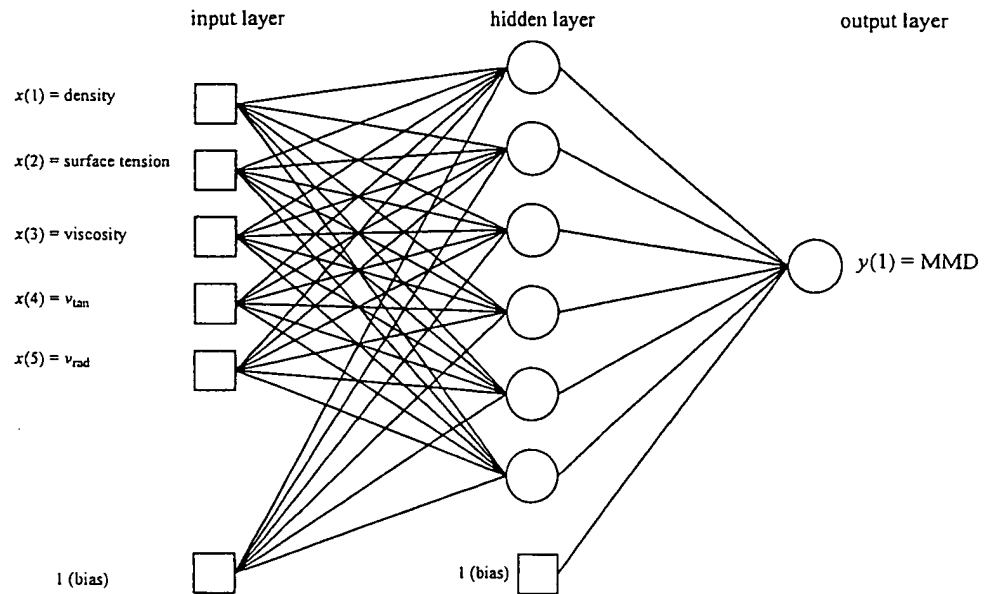 input layer
hidden layer
output layer
x(1) = density
x(2) = surface tension
x(3) = viscosity
x(4) = v_tan
x(5) = v_rad
y(1) = MMD
1 (bias)
1 (bias)